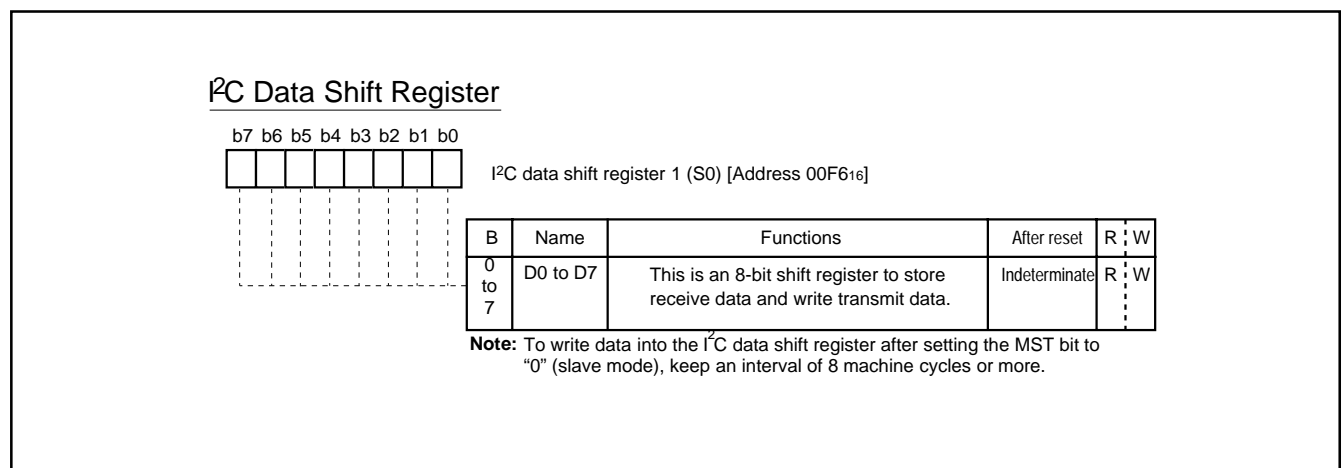 I²C Data Shift Register
b7 b6 b5 b4 b3 b2 b1 b0
I²C data shift register 1 (S0) [Address 00F6₁₆]
B Name Functions After reset R W
0 to 7 D0 to D7 This is an 8-bit shift register to store Indeterminate R W
receive data and write transmit data.
Note: To write data into the I²C data shift register after setting the MST bit to
“0” (slave mode), keep an interval of 8 machine cycles or more.